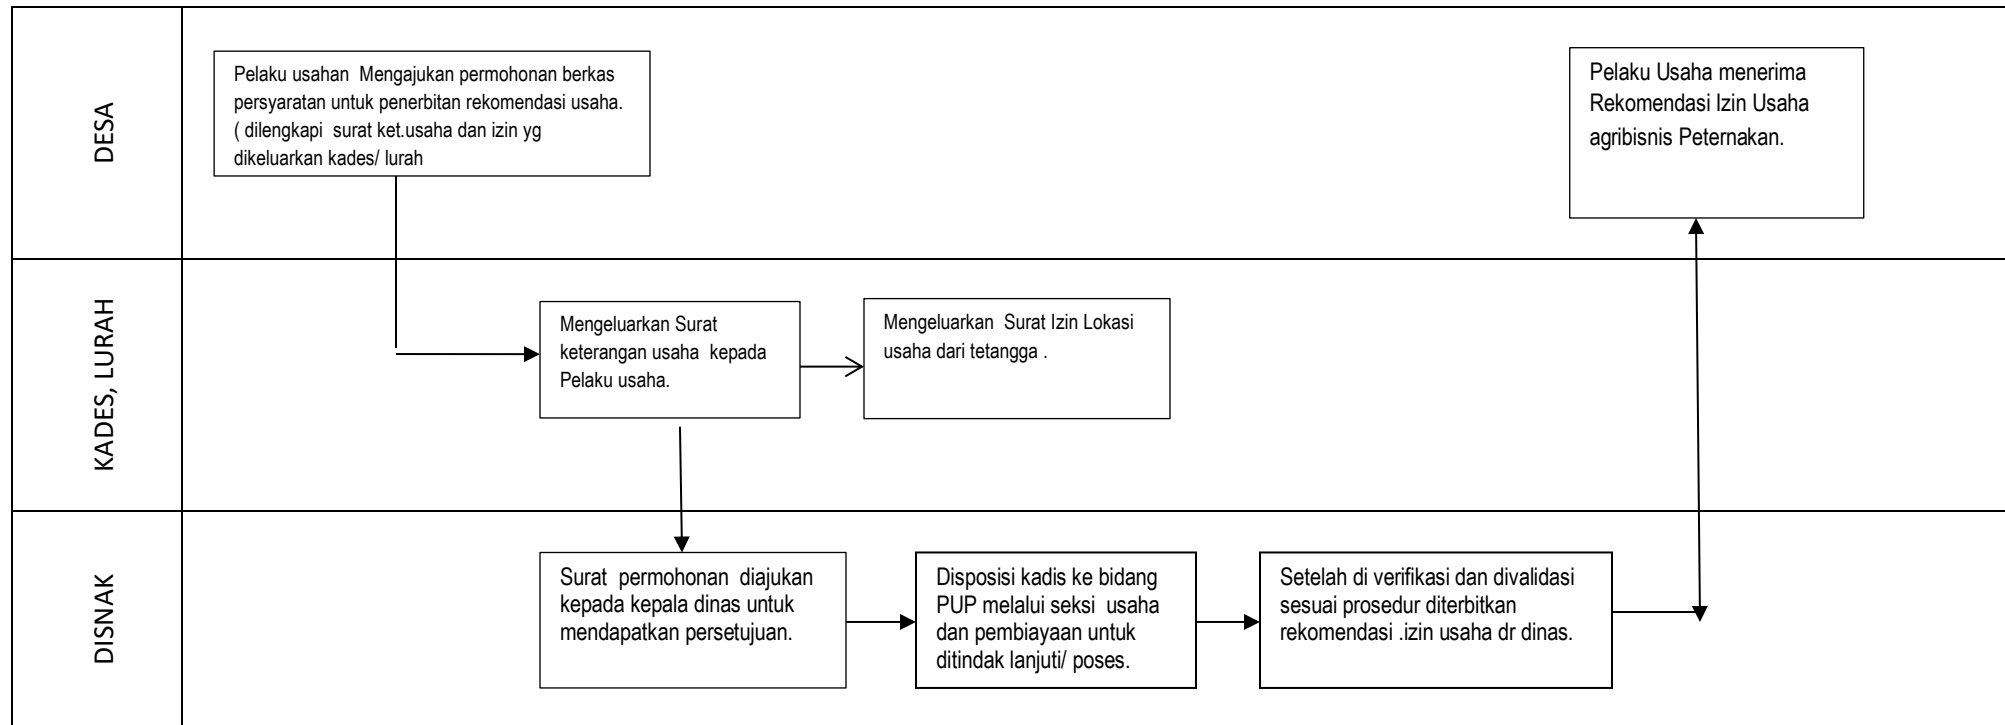 DESA
Pelaku usahan Mengajukan permohonan berkas
persyaratan untuk penerbitan rekomendasi usaha.
( dilengkapi surat ket.usaha dan izin yg
dikeluarkan kades/ lurah
Pelaku Usaha menerima
Rekomendasi Izin Usaha
agribisnis Peternakan.
KADES, LURAH
Mengeluarkan Surat
keterangan usaha kepada
Pelaku usaha.
Mengeluarkan Surat Izin Lokasi
usaha dari tetangga .
DISNAK
Surat permohonan diajukan
kepada kepala dinas untuk
mendapatkan persetujuan.
Disposisi kadis ke bidang
PUP melalui seksi usaha
dan pembiayaan untuk
ditindak lanjuti/ poses.
Setelah di verifikasi dan divalidasi
sesuai prosedur diterbitkan
rekomendasi .izin usaha dr dinas.